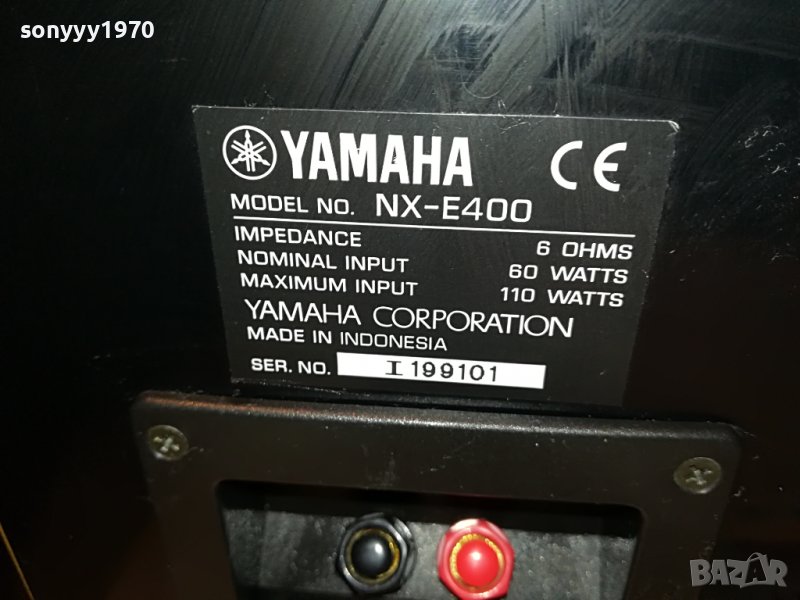 sonyyy1970
YAMAHA CE
MODEL NO. NX-E400
IMPEDANCE 6 OHMS
NOMINAL INPUT 60 WATTS
MAXIMUM INPUT 110 WATTS
YAMAHA CORPORATION
MADE IN INDONESIA
SER. NO. I 199101
BAZAR